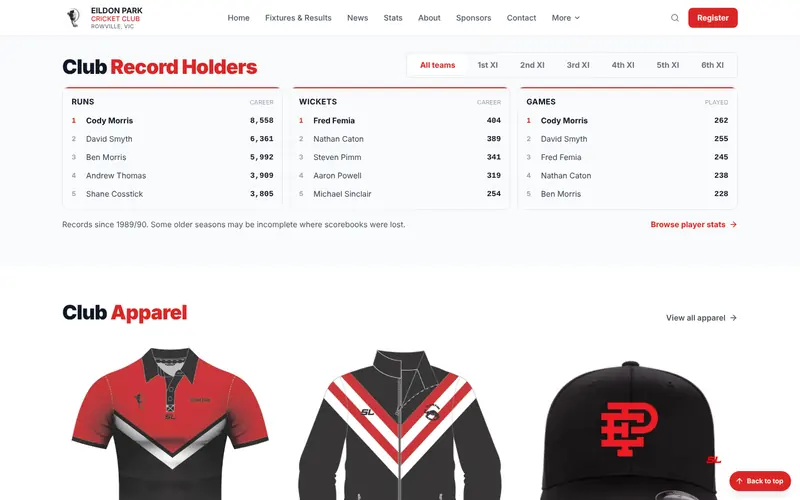 EILDON PARK
CRICKET CLUB
ROWVILLE, VIC
Home Fixtures & Results News Stats About Sponsors Contact More
Register
Club Record Holders
All teams 1st XI 2nd XI 3rd XI 4th XI 5th XI 6th XI
RUNS CAREER
1 Cody Morris 8,558
2 David Smyth 6,361
3 Ben Morris 5,992
4 Andrew Thomas 3,909
5 Shane Cosstick 3,805
WICKETS CAREER
1 Fred Femia 404
2 Nathan Caton 389
3 Steven Pimm 341
4 Aaron Powell 319
5 Michael Sinclair 254
GAMES PLAYED
1 Cody Morris 262
2 David Smyth 255
3 Fred Femia 245
4 Nathan Caton 238
5 Ben Morris 228
Records since 1989/90. Some older seasons may be incomplete where scorebooks were lost.
Browse player stats
Club Apparel
View all apparel
SL
SL
EP
SL
Back to top